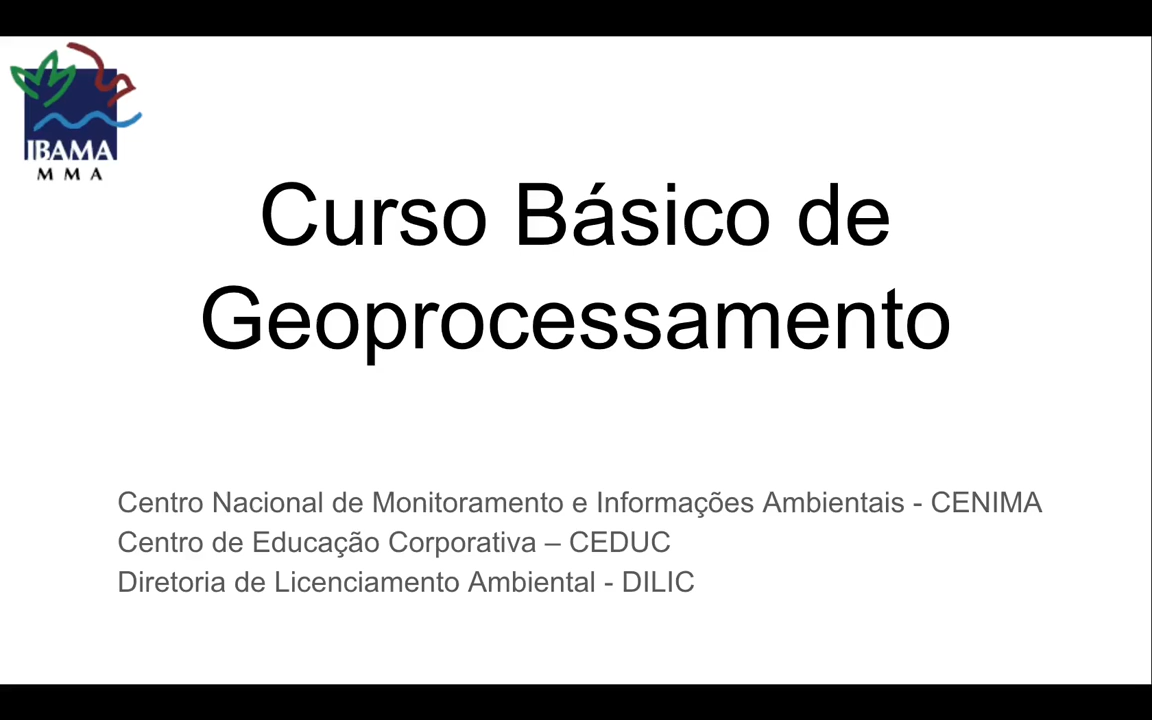 IBAMA
M M A
Curso Básico de
Geoprocessamento
Centro Nacional de Monitoramento e Informações Ambientais - CENIMA
Centro de Educação Corporativa – CEDUC
Diretoria de Licenciamento Ambiental - DILIC